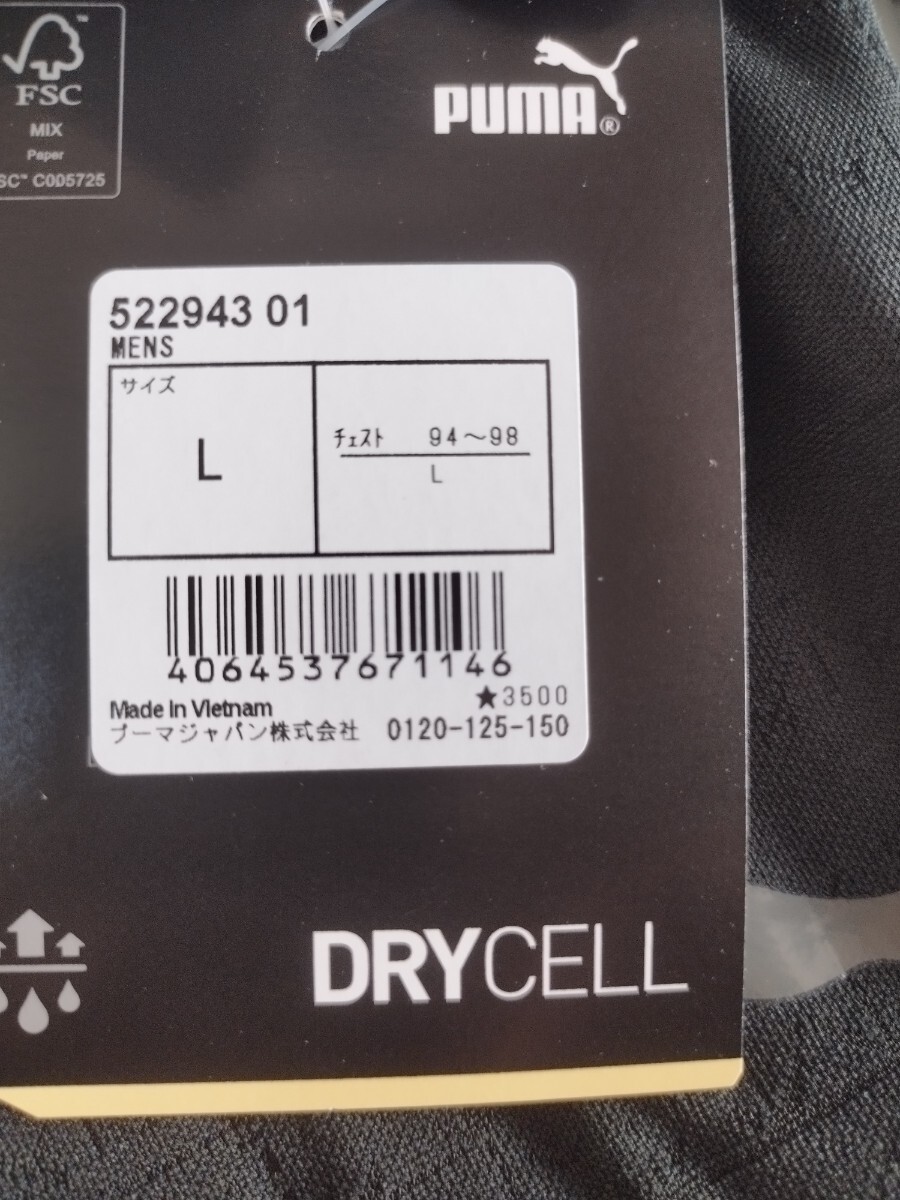 FSC™
MIX
Paper
SC™ C005725
PUMA®
522943 01
MENS
サイズ
L
ﾁｪｽﾄ 94～98
L
4064537671146
★3500
Made In Vietnam
プーマジャパン株式会社 0120-125-150
DRYCELL